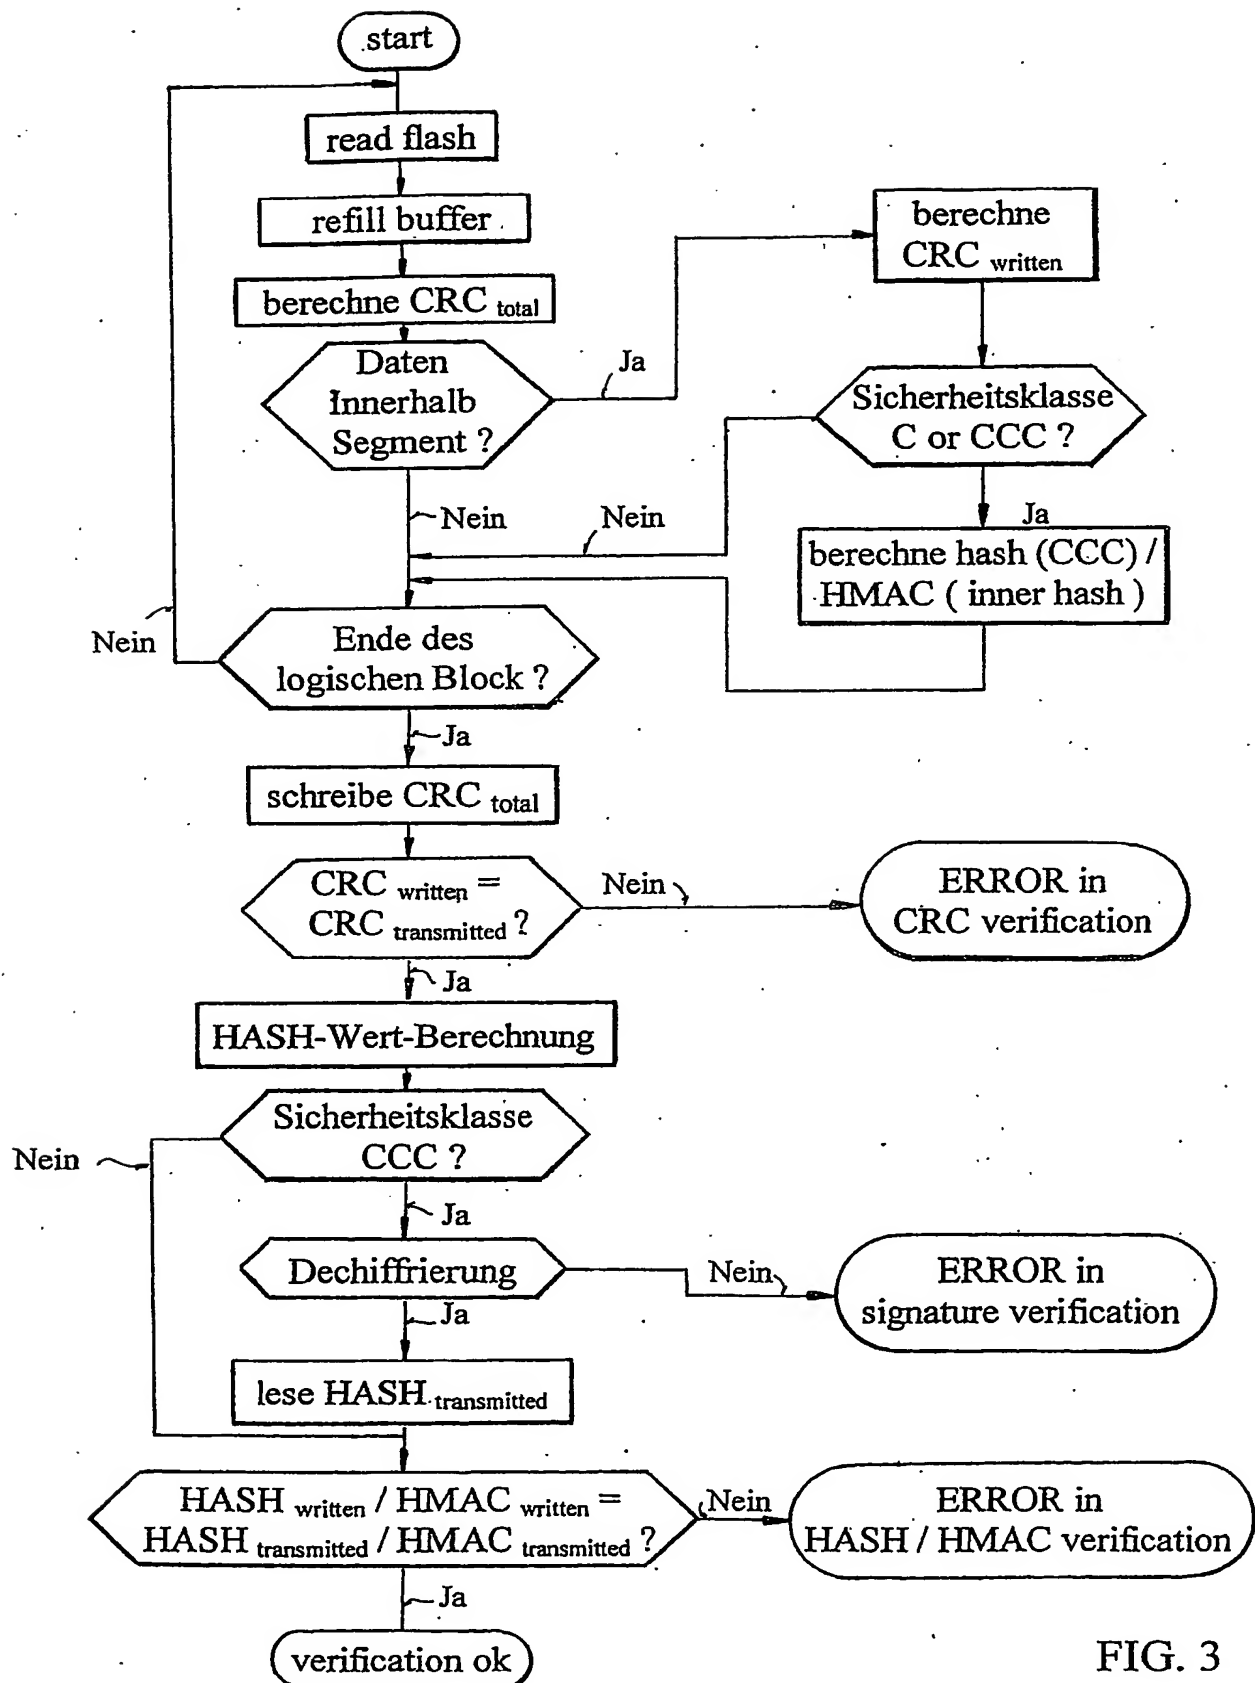 start
read flash
refill buffer
berechne CRC total
Daten
Innerhalb
Segment ?
Ja
berechne
CRC written
Sicherheitsklasse
C or CCC ?
Nein
Nein
Ja
berechne hash (CCC) /
HMAC ( inner hash )
Nein
Ende des
logischen Block ?
Ja
schreibe CRC total
CRC written =
CRC transmitted ?
Nein
ERROR in
CRC verification
Ja
HASH-Wert-Berechnung
Sicherheitsklasse
CCC ?
Nein
Ja
Dechiffrierung
Nein
ERROR in
signature verification
Ja
lese HASH transmitted
HASH written / HMAC written =
HASH transmitted / HMAC transmitted ?
Nein
ERROR in
HASH / HMAC verification
Ja
verification ok
FIG. 3